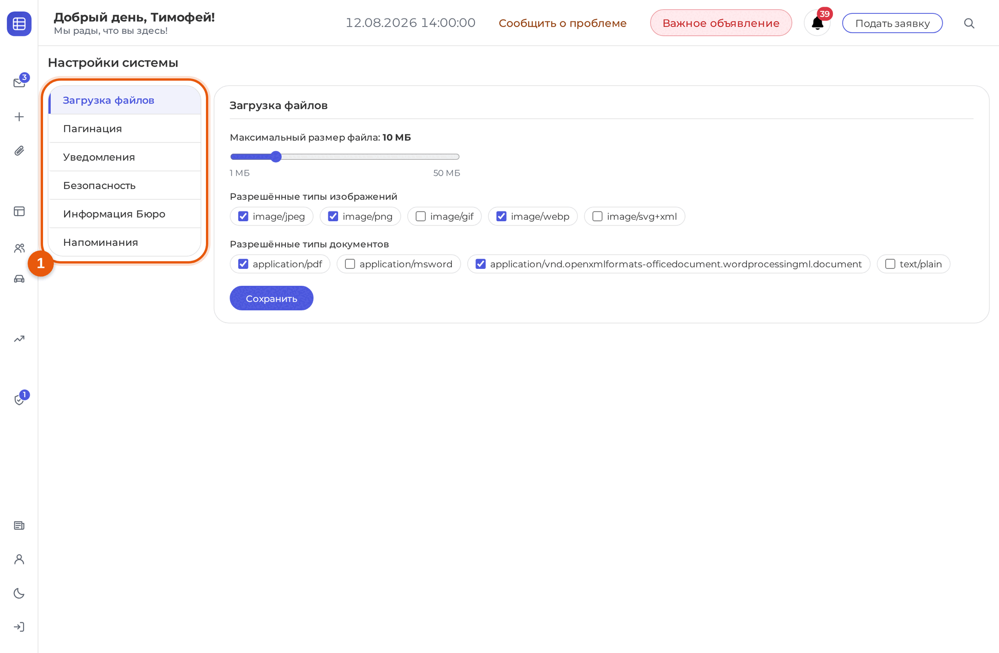 Добрый день, Тимофей!
Мы рады, что вы здесь!
12.08.2026 14:00:00
Сообщить о проблеме
Важное объявление
39
Подать заявку
Настройки системы
3
Загрузка файлов
Пагинация
Уведомления
Безопасность
Информация Бюро
Напоминания
1
Загрузка файлов
Максимальный размер файла: 10 МБ
1 МБ
50 МБ
Разрешённые типы изображений
image/jpeg
image/png
image/gif
image/webp
image/svg+xml
Разрешённые типы документов
application/pdf
application/msword
application/vnd.openxmlformats-officedocument.wordprocessingml.document
text/plain
Сохранить
1